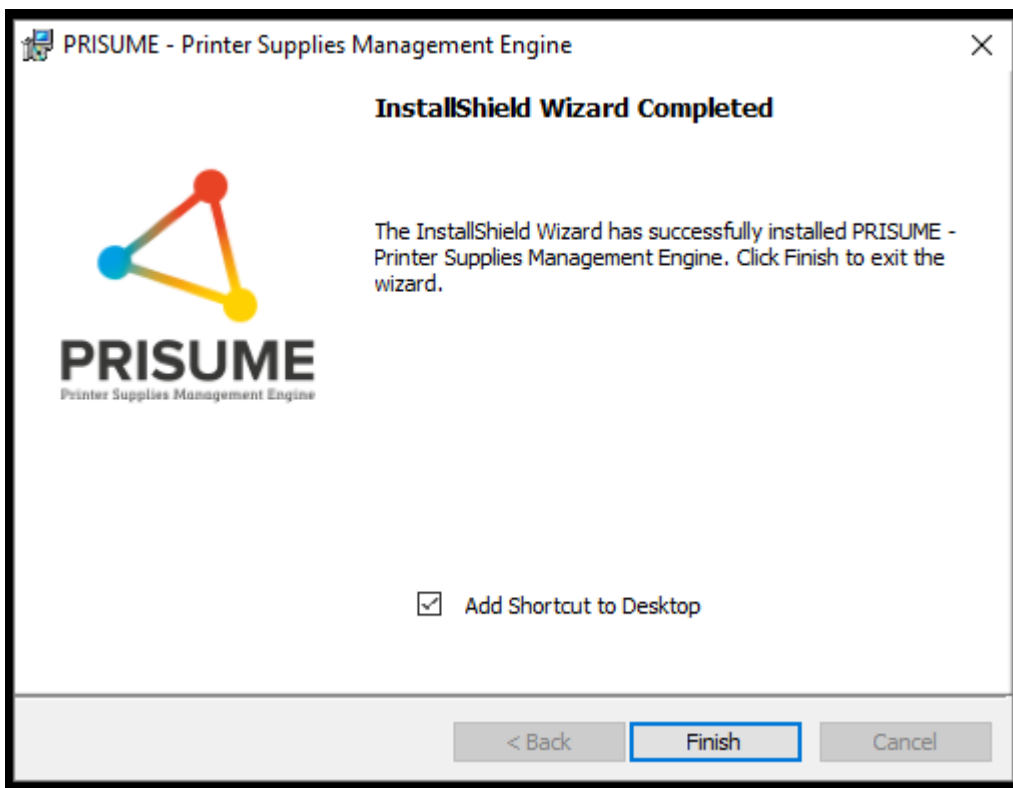 PRISUME - Printer Supplies Management Engine
InstallShield Wizard Completed
The InstallShield Wizard has successfully installed PRISUME -
Printer Supplies Management Engine. Click Finish to exit the
wizard.
PRISUME
Printer Supplies Management Engine
Add Shortcut to Desktop
< Back
Finish
Cancel